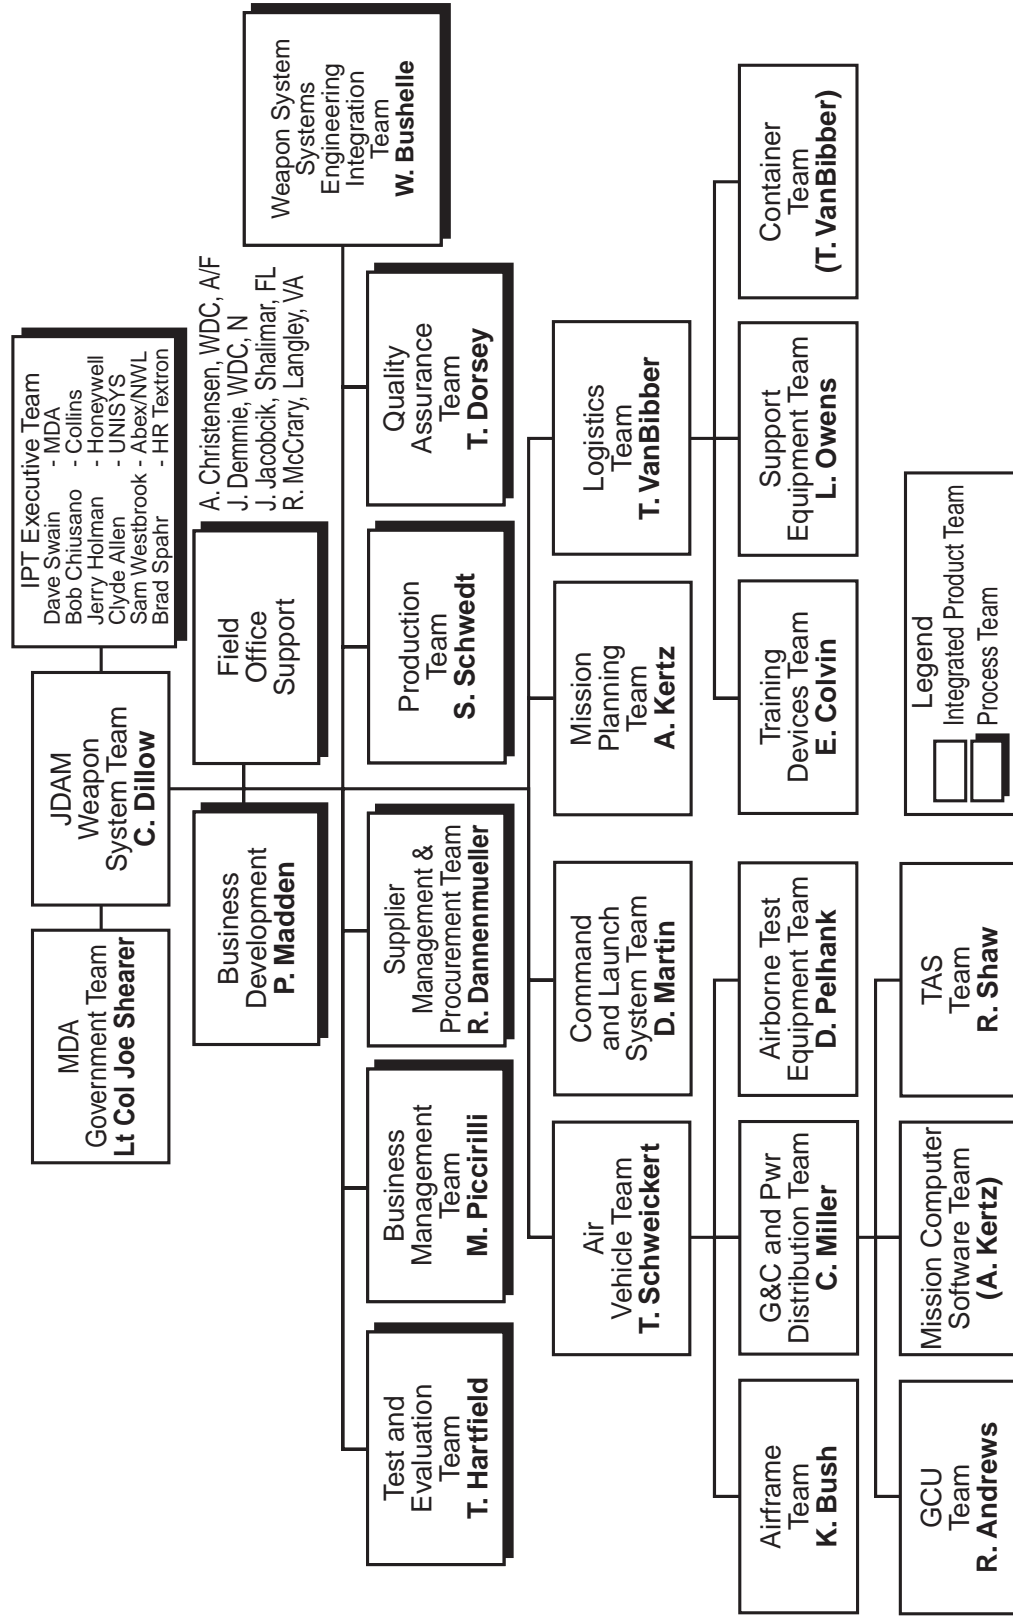 MDA
Government Team
Lt Col Joe Shearer
JDAM
Weapon
System Team
C. Dillow
IPT Executive Team
Dave Swain - MDA
Bob Chiusano - Collins
Jerry Holman - Honeywell
Clyde Allen - UNISYS
Sam Westbrook - Abex/NWL
Brad Spahr - HR Textron
Business
Development
P. Madden
Field
Office
Support
A. Christensen, WDC, A/F
J. Demmie, WDC, N
J. Jacobcik, Shalimar, FL
R. McCrary, Langley, VA
Weapon System
Systems
Engineering
Integration
Team
W. Bushelle
Test and
Evaluation
Team
T. Hartfield
Business
Management
Team
M. Piccirilli
Supplier
Management &
Procurement Team
R. Dannenmueller
Production
Team
S. Schwedt
Quality
Assurance
Team
T. Dorsey
Air
Vehicle Team
T. Schweickert
Command
and Launch
System Team
D. Martin
Mission
Planning
Team
A. Kertz
Logistics
Team
T. VanBibber
Airframe
Team
K. Bush
G&C and Pwr
Distribution Team
C. Miller
Airborne Test
Equipment Team
D. Pelhank
Training
Devices Team
E. Colvin
Support
Equipment Team
L. Owens
Container
Team
(T. VanBibber)
GCU
Team
R. Andrews
Mission Computer
Software Team
(A. Kertz)
TAS
Team
R. Shaw
Legend
Integrated Product Team
Process Team